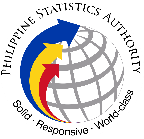 PHILIPPINE STATISTICS AUTHORITY
Solid · Responsive · World-class